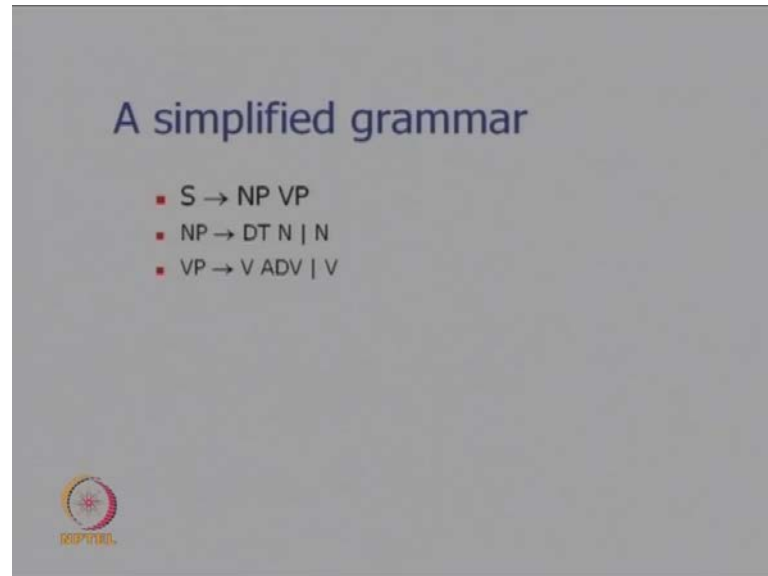 A simplified grammar
▪ S → NP VP
▪ NP → DT N | N
▪ VP → V ADV | V
NPTEL